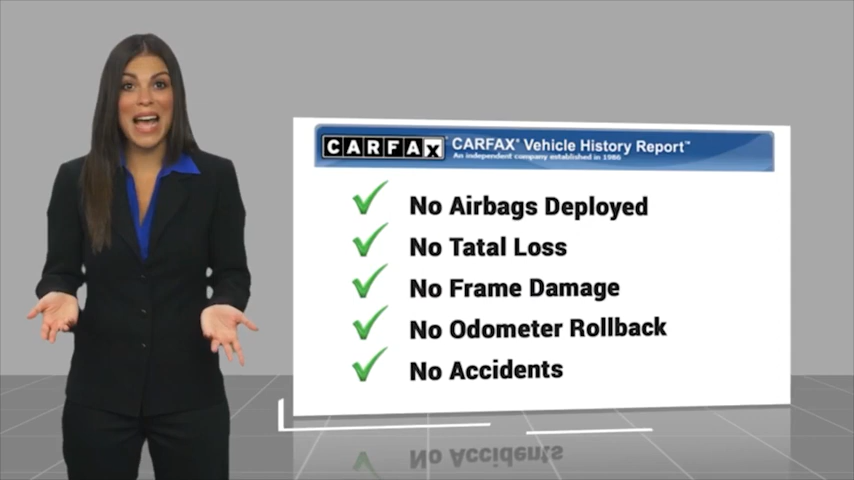 CARFAX
CARFAX® Vehicle History Report™
An independent company established in 1986
No Airbags Deployed
No Tatal Loss
No Frame Damage
No Odometer Rollback
No Accidents
No Accidents